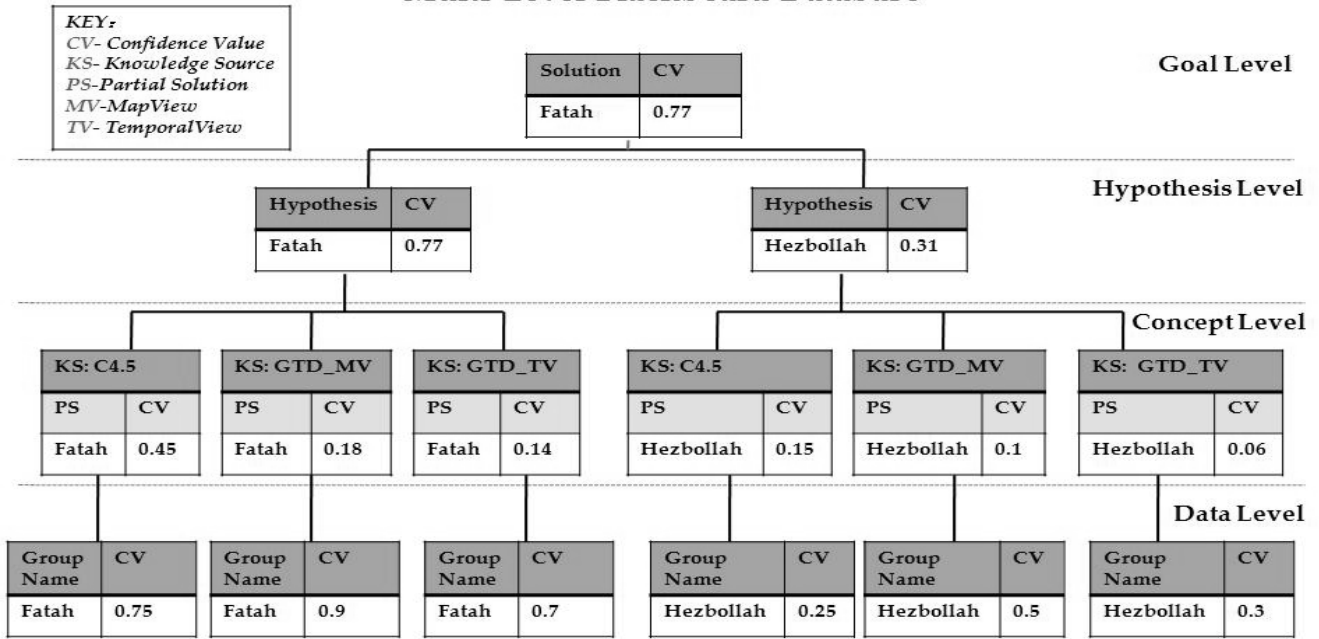 KEY:
CV- Confidence Value
KS- Knowledge Source
PS-Partial Solution
MV-MapView
TV- TemporalView
Goal Level
Solution CV
Fatah 0.77
Hypothesis Level
Hypothesis CV Hypothesis CV
Fatah 0.77 Hezbollah 0.31
Concept Level
KS: C4.5 KS: GTD_MV KS: GTD_TV KS: C4.5 KS: GTD_MV KS: GTD_TV
PS CV PS CV PS CV PS CV PS CV PS CV
Fatah 0.45 Fatah 0.18 Fatah 0.14 Hezbollah 0.15 Hezbollah 0.1 Hezbollah 0.06
Data Level
Group CV Group CV Group CV Group CV Group CV Group CV
Name Name Name Name Name Name
Fatah 0.75 Fatah 0.9 Fatah 0.7 Hezbollah 0.25 Hezbollah 0.5 Hezbollah 0.3